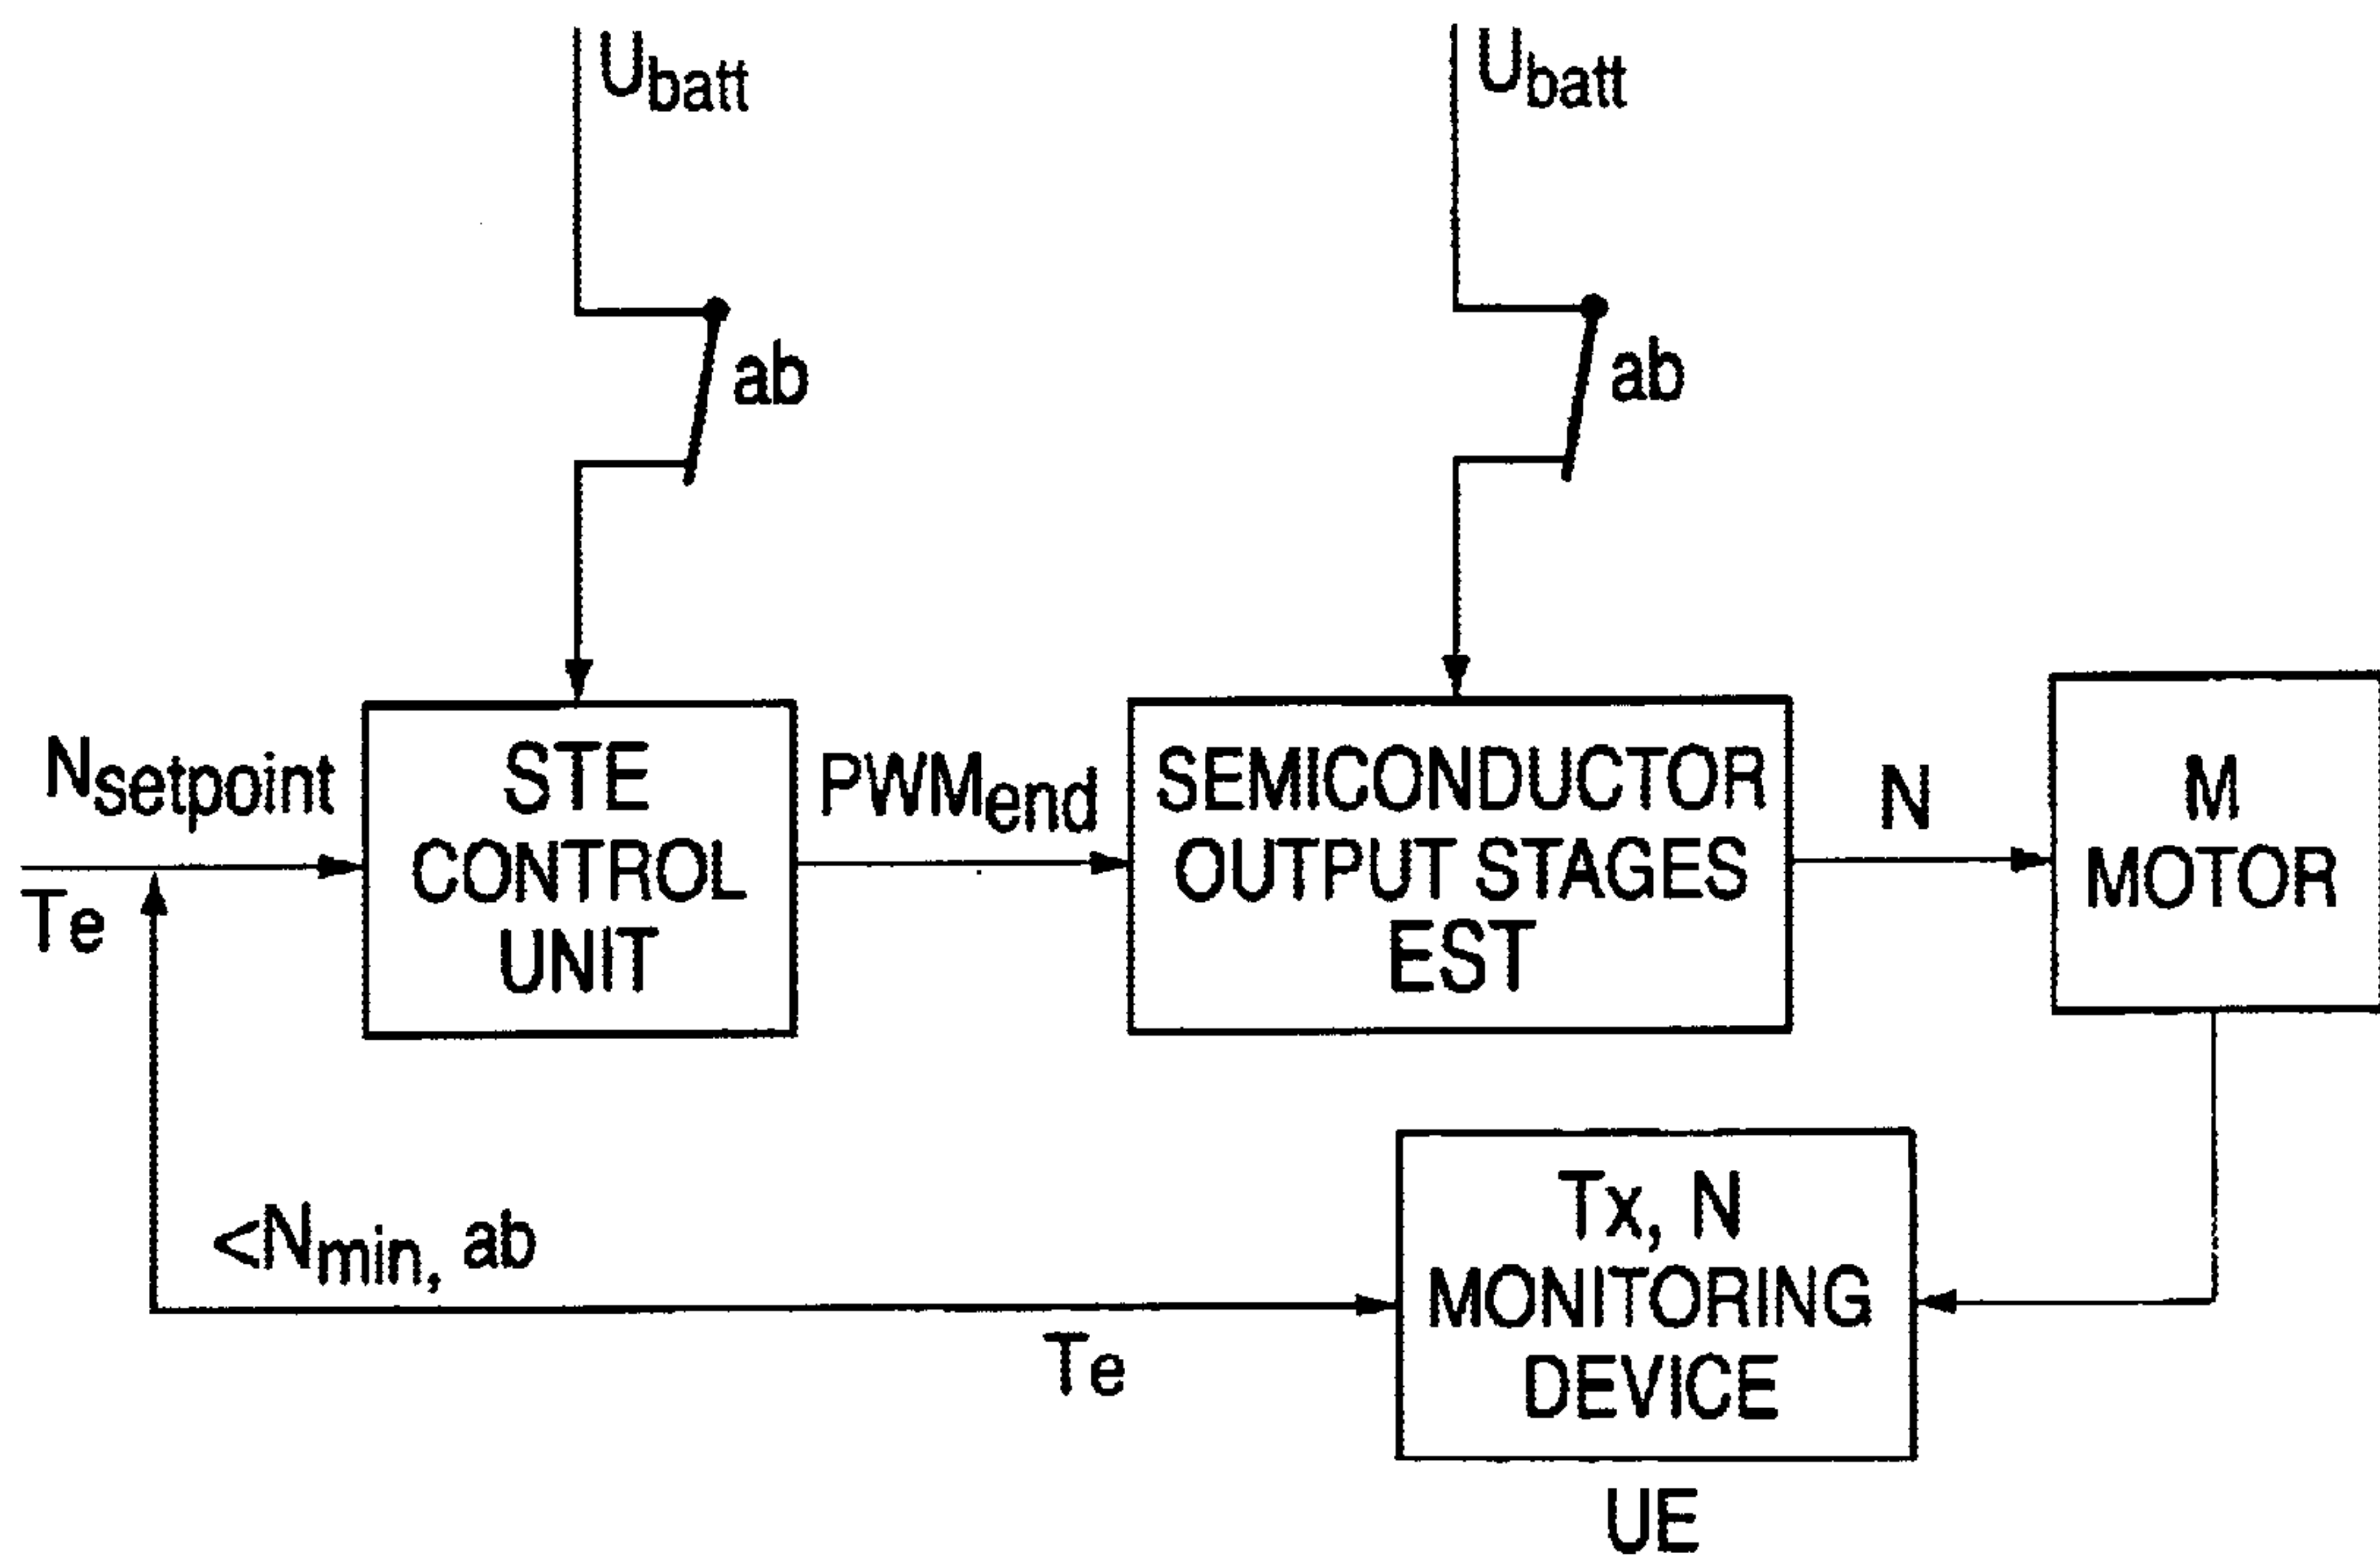 Ubatt
Ubatt
ab
ab
Nsetpoint
Te
STE
CONTROL
UNIT
PWMend
SEMICONDUCTOR
OUTPUT STAGES
EST
N
M
MOTOR
<Nmin, ab
Te
Tx, N
MONITORING
DEVICE
UE